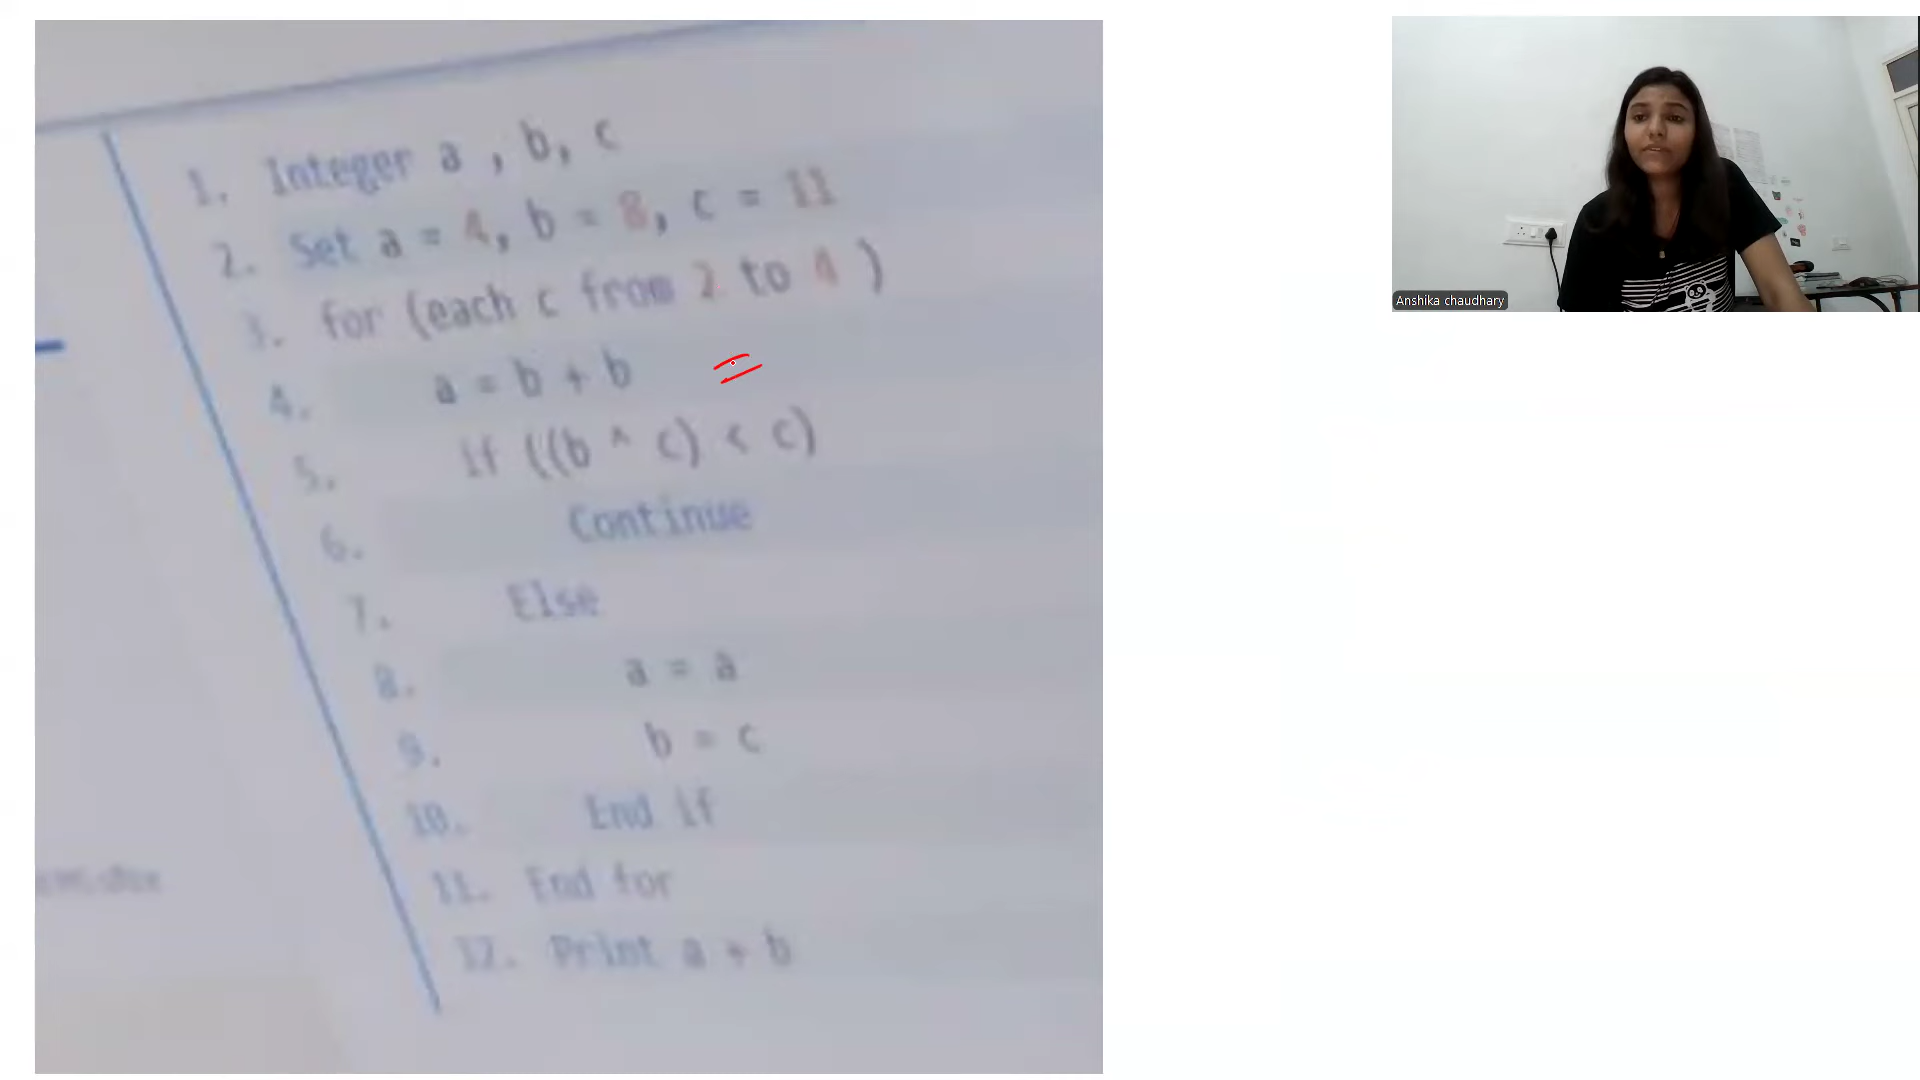 1. Integer a , b, c
2. Set a = 4, b = 8, c = 11
3. for (each c from 2 to 4 )
4. a = b + b
5. if ((b ^ c) < c)
6. Continue
7. Else
8. a = a
9. b = c
10. End if
11. End for
12. Print a + b
Anshika chaudhary